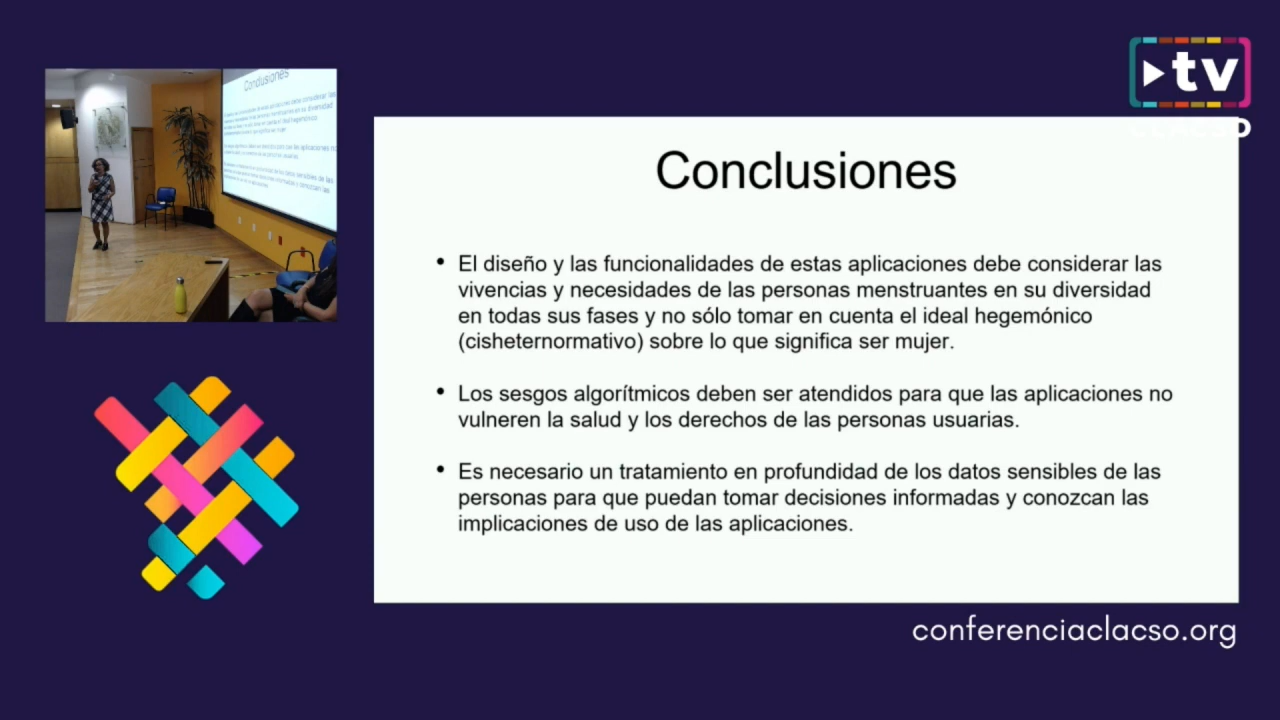 tv
CLACSO
Conclusiones
Conclusiones
• El diseño y las funcionalidades de estas aplicaciones debe considerar las
vivencias y necesidades de las personas menstruantes en su diversidad
en todas sus fases y no sólo tomar en cuenta el ideal hegemónico
(cisheternormativo) sobre lo que significa ser mujer.
• Los sesgos algorítmicos deben ser atendidos para que las aplicaciones no
vulneren la salud y los derechos de las personas usuarias.
• Es necesario un tratamiento en profundidad de los datos sensibles de las
personas para que puedan tomar decisiones informadas y conozcan las
implicaciones de uso de las aplicaciones.
conferenciaclacso.org